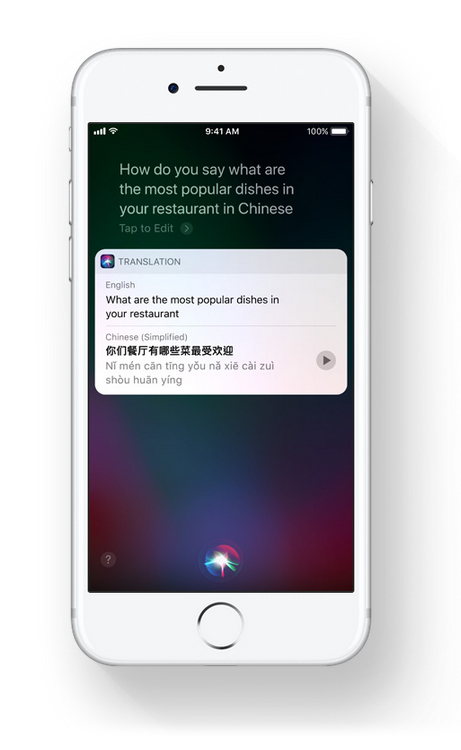 9:41 AM 100%
How do you say what are
the most popular dishes in
your restaurant in Chinese
Tap to Edit
TRANSLATION
English
What are the most popular dishes in
your restaurant
Chinese (Simplified)
你们餐厅有哪些菜最受欢迎
Nǐ mén cān tīng yǒu nǎ xiē cài zuì
shòu huān yíng
?